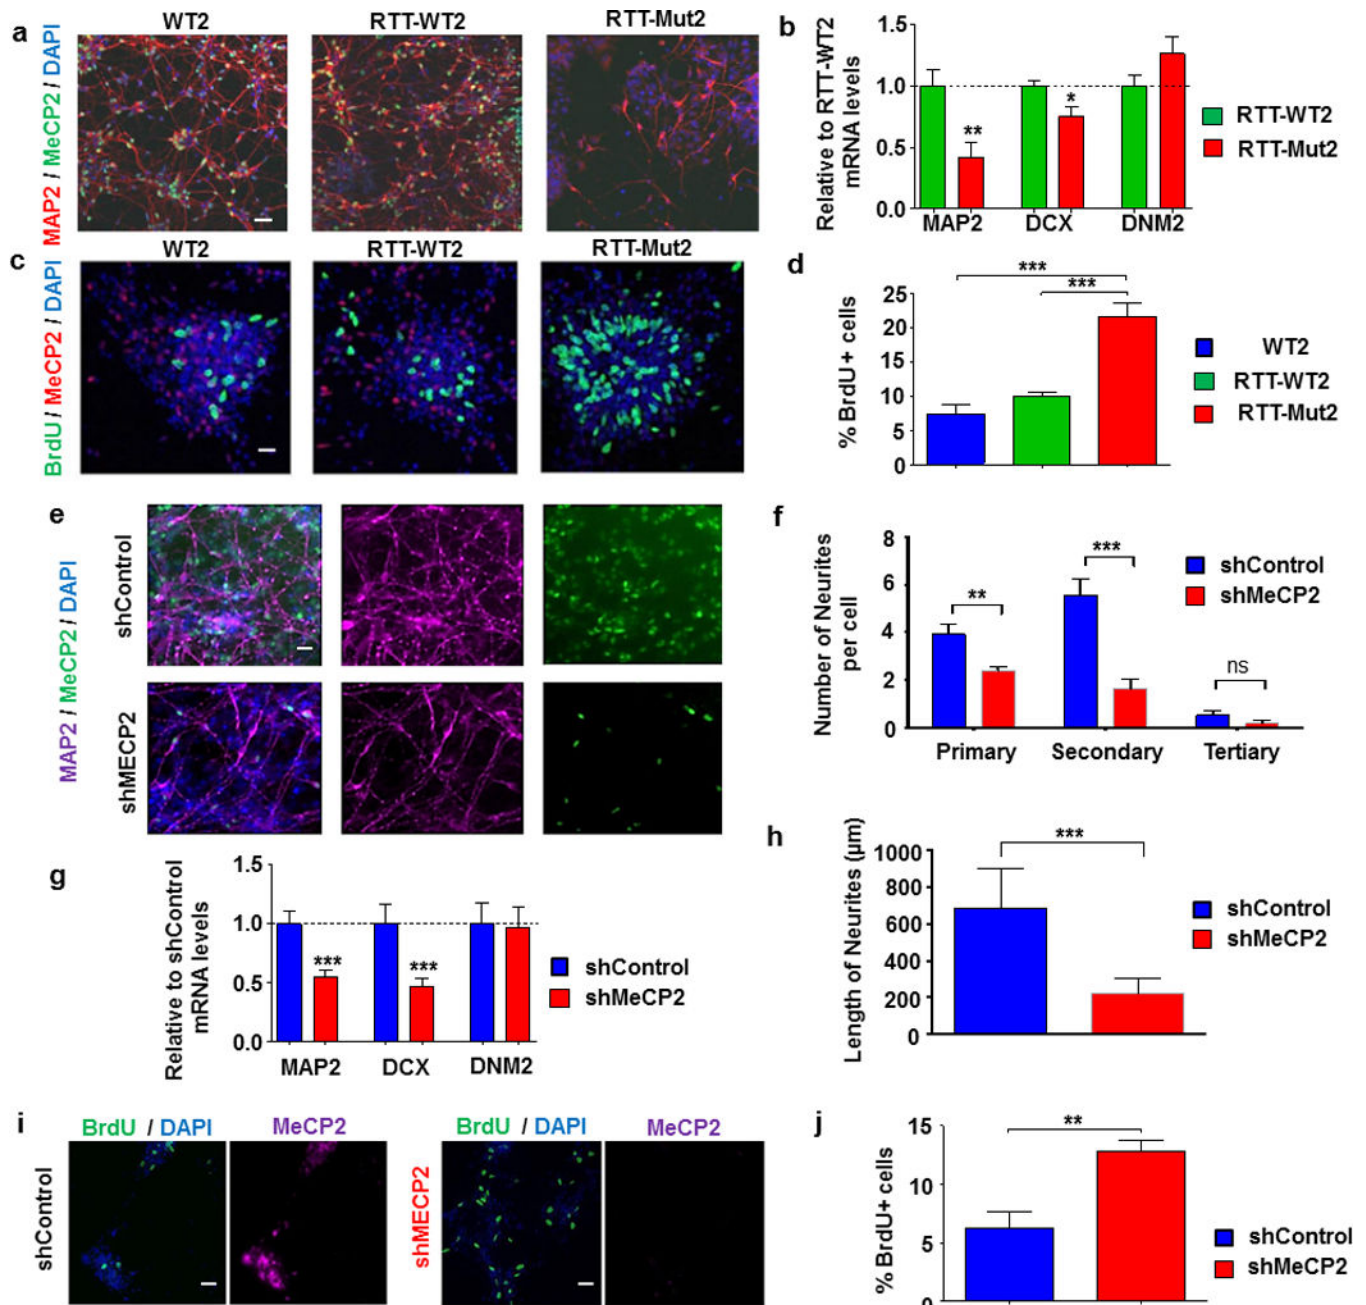 a
WT2
RTT-WT2
RTT-Mut2
MAP2 / MeCP2 / DAPI
b
Relative to RTT-WT2
mRNA levels
1.5
1.0
0.5
0.0
**
*
MAP2
DCX
DNM2
RTT-WT2
RTT-Mut2
c
WT2
RTT-WT2
RTT-Mut2
BrdU / MeCP2 / DAPI
d
% BrdU + cells
25
20
15
10
5
0
***
***
WT2
RTT-WT2
RTT-Mut2
e
MAP2 / MeCP2 / DAPI
shControl
shMECP2
f
Number of Neurites
per cell
8
6
4
2
0
**
***
ns
Primary
Secondary
Tertiary
shControl
shMeCP2
g
Relative to shControl
mRNA levels
1.5
1.0
0.5
0.0
***
***
MAP2
DCX
DNM2
shControl
shMeCP2
h
Length of Neurites (µm)
1000
800
600
400
200
0
***
shControl
shMeCP2
i
shControl
BrdU / DAPI
MeCP2
shMECP2
BrdU / DAPI
MeCP2
j
% BrdU+ cells
15
10
5
0
**
shControl
shMeCP2